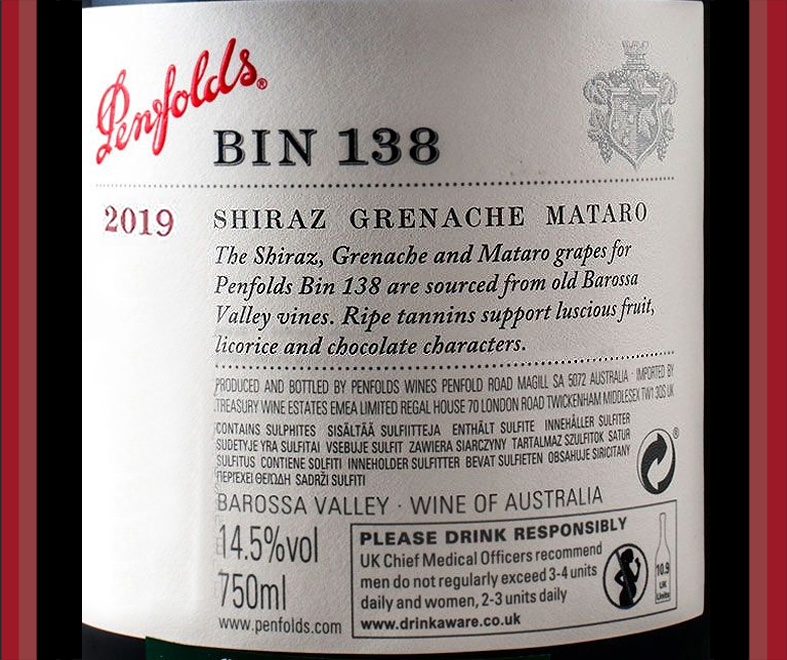 Penfolds®
BIN 138
2019 SHIRAZ GRENACHE MATARO
The Shiraz, Grenache and Mataro grapes for
Penfolds Bin 138 are sourced from old Barossa
Valley vines. Ripe tannins support luscious fruit,
licorice and chocolate characters.
PRODUCED AND BOTTLED BY PENFOLDS WINES PENFOLD ROAD MAGILL SA 5072 AUSTRALIA · IMPORTED BY
TREASURY WINE ESTATES EMEA LIMITED REGAL HOUSE 70 LONDON ROAD TWICKENHAM MIDDLESEX TW1 3QS UK
CONTAINS SULPHITES SISÄLTÄÄ SULFIITTEJA ENTHÄLT SULFITE INNEHÅLLER SULFITER
SUDETYJE YRA SULFITAI VSEBUJE SULFIT ZAWIERA SIARCZYNY TARTALMAZ SZULFITOK SATUR
SULFITUS CONTIENE SOLFITI INNEHOLDER SULFITTER BEVAT SULFIETEN OBSAHUJE SIRICITANY
ΠΕΡΙΕΧΕΙ ΘΕΙΩΔΗ SADRŽI SULFITI
®
BAROSSA VALLEY · WINE OF AUSTRALIA
14.5%vol
750ml
www.penfolds.com
PLEASE DRINK RESPONSIBLY
UK Chief Medical Officers recommend
men do not regularly exceed 3-4 units
daily and women, 2-3 units daily
www.drinkaware.co.uk
10.9
UK
Units